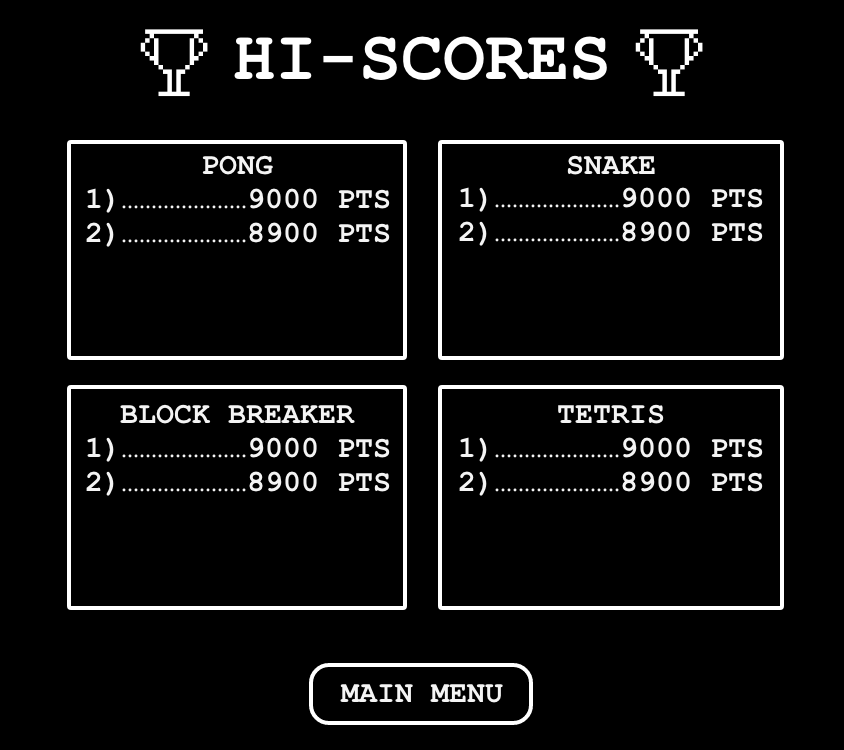 HI-SCORES
PONG
1).....................9000 PTS
2).....................8900 PTS
SNAKE
1).....................9000 PTS
2).....................8900 PTS
BLOCK BREAKER
1).....................9000 PTS
2).....................8900 PTS
TETRIS
1).....................9000 PTS
2).....................8900 PTS
MAIN MENU